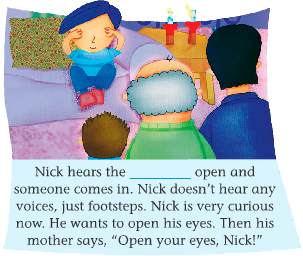 Nick hears the ________ open and
someone comes in. Nick doesn't hear any
voices, just footsteps. Nick is very curious
now. He wants to open his eyes. Then his
mother says, “Open your eyes, Nick!”